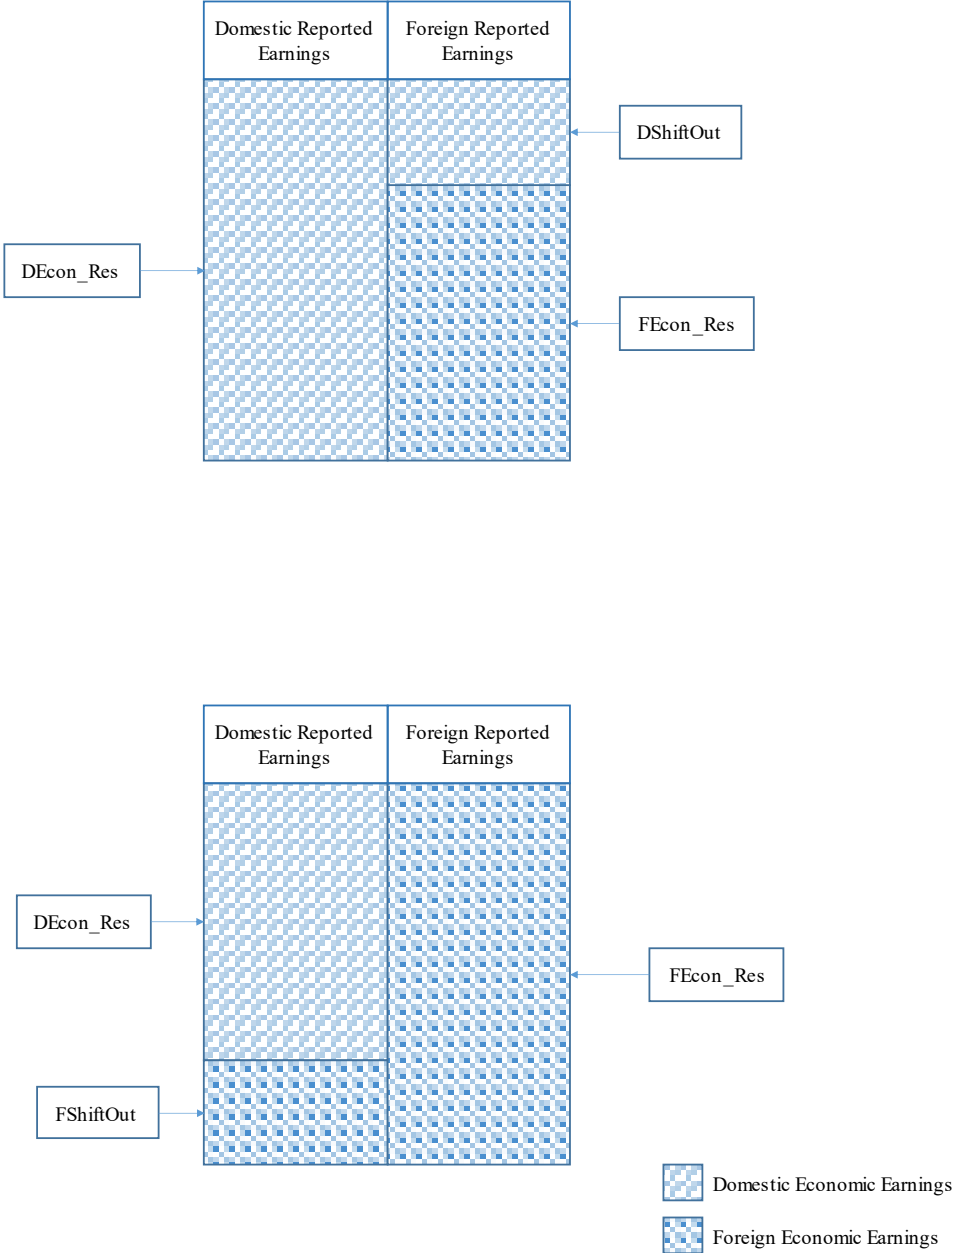 Domestic Reported
Earnings
Foreign Reported
Earnings
DShiftOut
DEcon_Res
FEcon_Res
Domestic Reported
Earnings
Foreign Reported
Earnings
DEcon_Res
FEcon_Res
FShiftOut
Domestic Economic Earnings
Foreign Economic Earnings